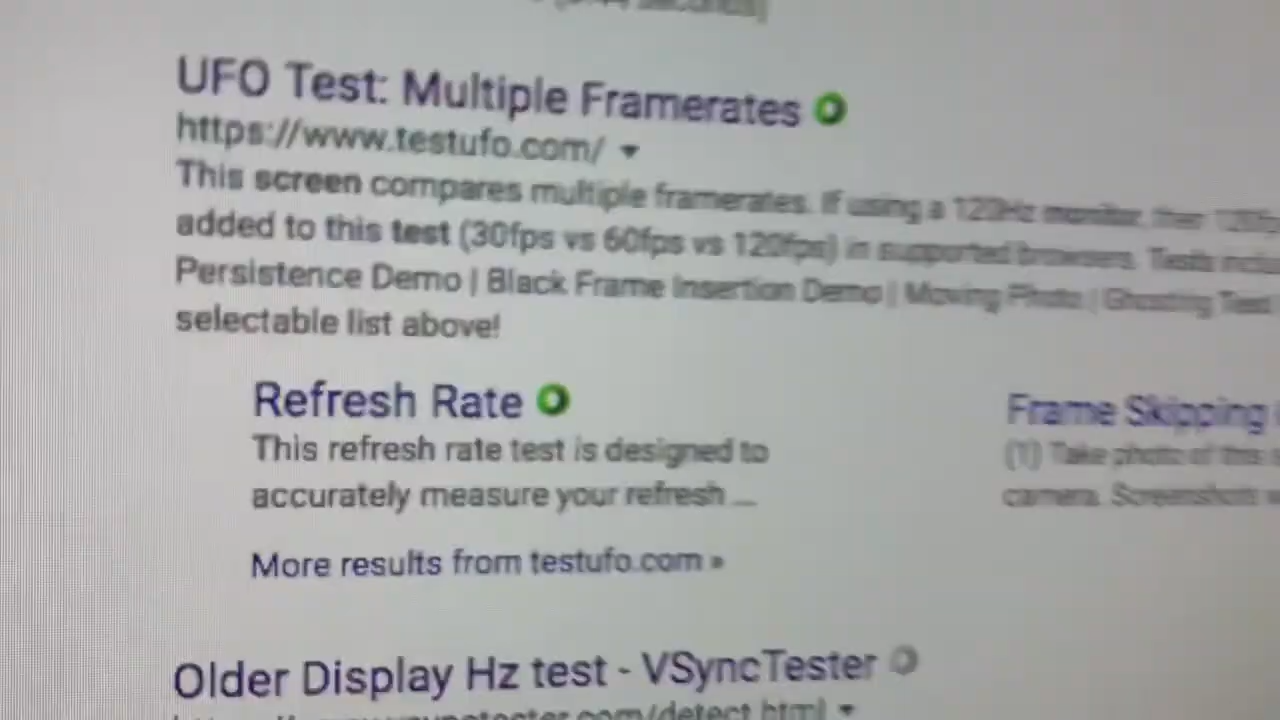 seconds)
UFO Test: Multiple Framerates
https://www.testufo.com/
This screen compares multiple framerates. If using a 120Hz monitor, then 120fps
added to this test (30fps vs 60fps vs 120fps) in supported browsers. Tests
Persistence Demo | Black Frame Insertion Demo | Moving Photo | Ghosting Test
selectable list above!
Refresh Rate
This refresh rate test is designed to
accurately measure your refresh ...
Frame Skipping
(1) Take photo of this
camera. Screenshots
More results from testufo.com »
Older Display Hz test - VSyncTester